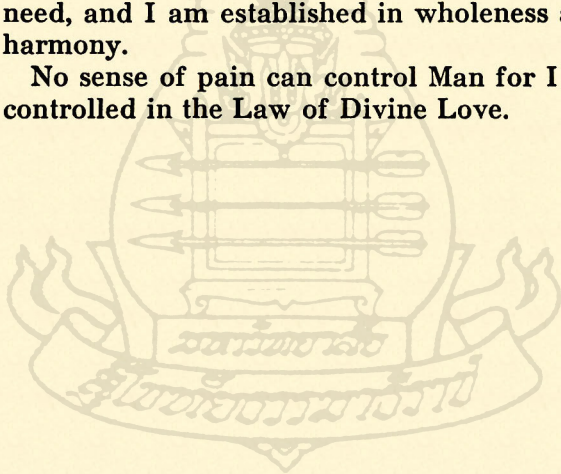 need, and I am established in wholeness
harmony.
No sense of pain can control Man for I
controlled in the Law of Divine Love.